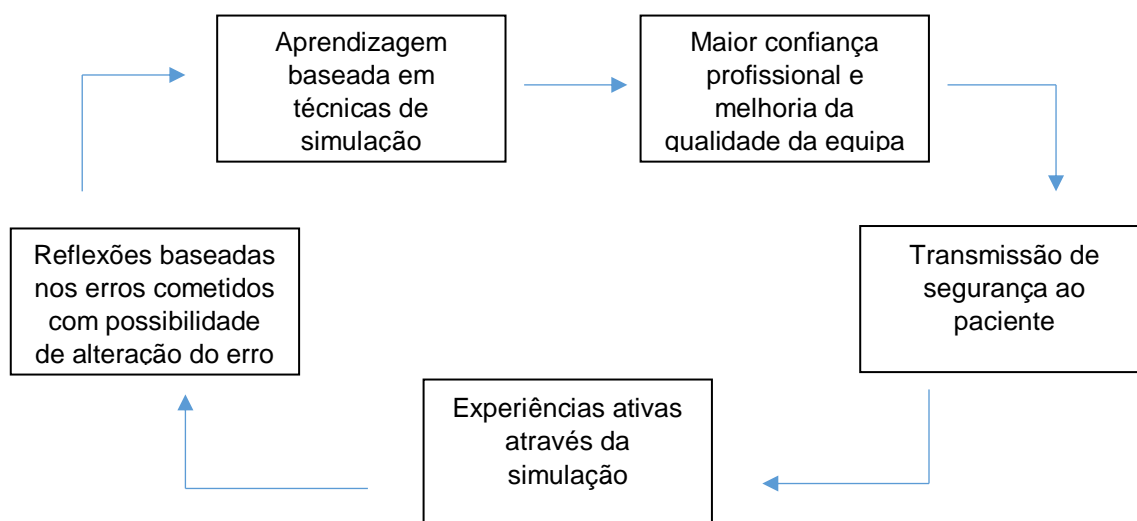 Aprendizagem
baseada em
técnicas de
simulação
Maior confiança
profissional e
melhoria da
qualidade da equipa
Transmissão de
segurança ao
paciente
Experiências ativas
através da
simulação
Reflexões baseadas
nos erros cometidos
com possibilidade
de alteração do erro